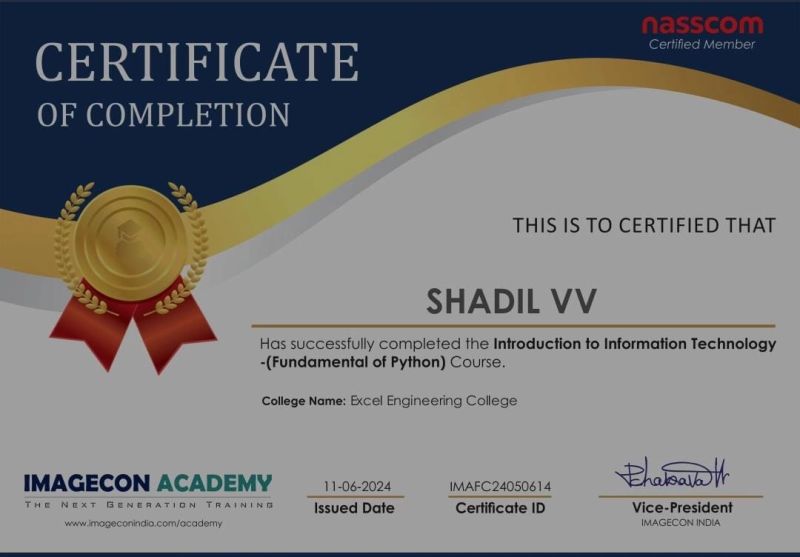 CERTIFICATE
OF COMPLETION
nasscom
Certified Member
THIS IS TO CERTIFIED THAT
SHADIL VV
Has successfully completed the Introduction to Information Technology
-(Fundamental of Python) Course.
College Name: Excel Engineering College
IMAGECON ACADEMY
THE NEXT GENERATION TRAINING
www.imageconindia.com/academy
11-06-2024
Issued Date
IMAFC24050614
Certificate ID
Vice-President
IMAGECON INDIA